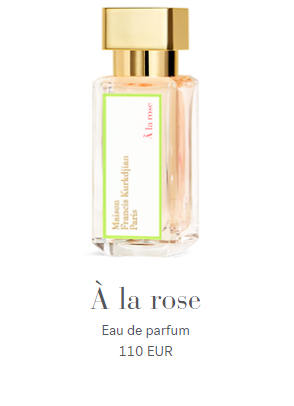 À la rose
Maison
Francis Kurkdjian
Paris
À la rose
Eau de parfum
110 EUR